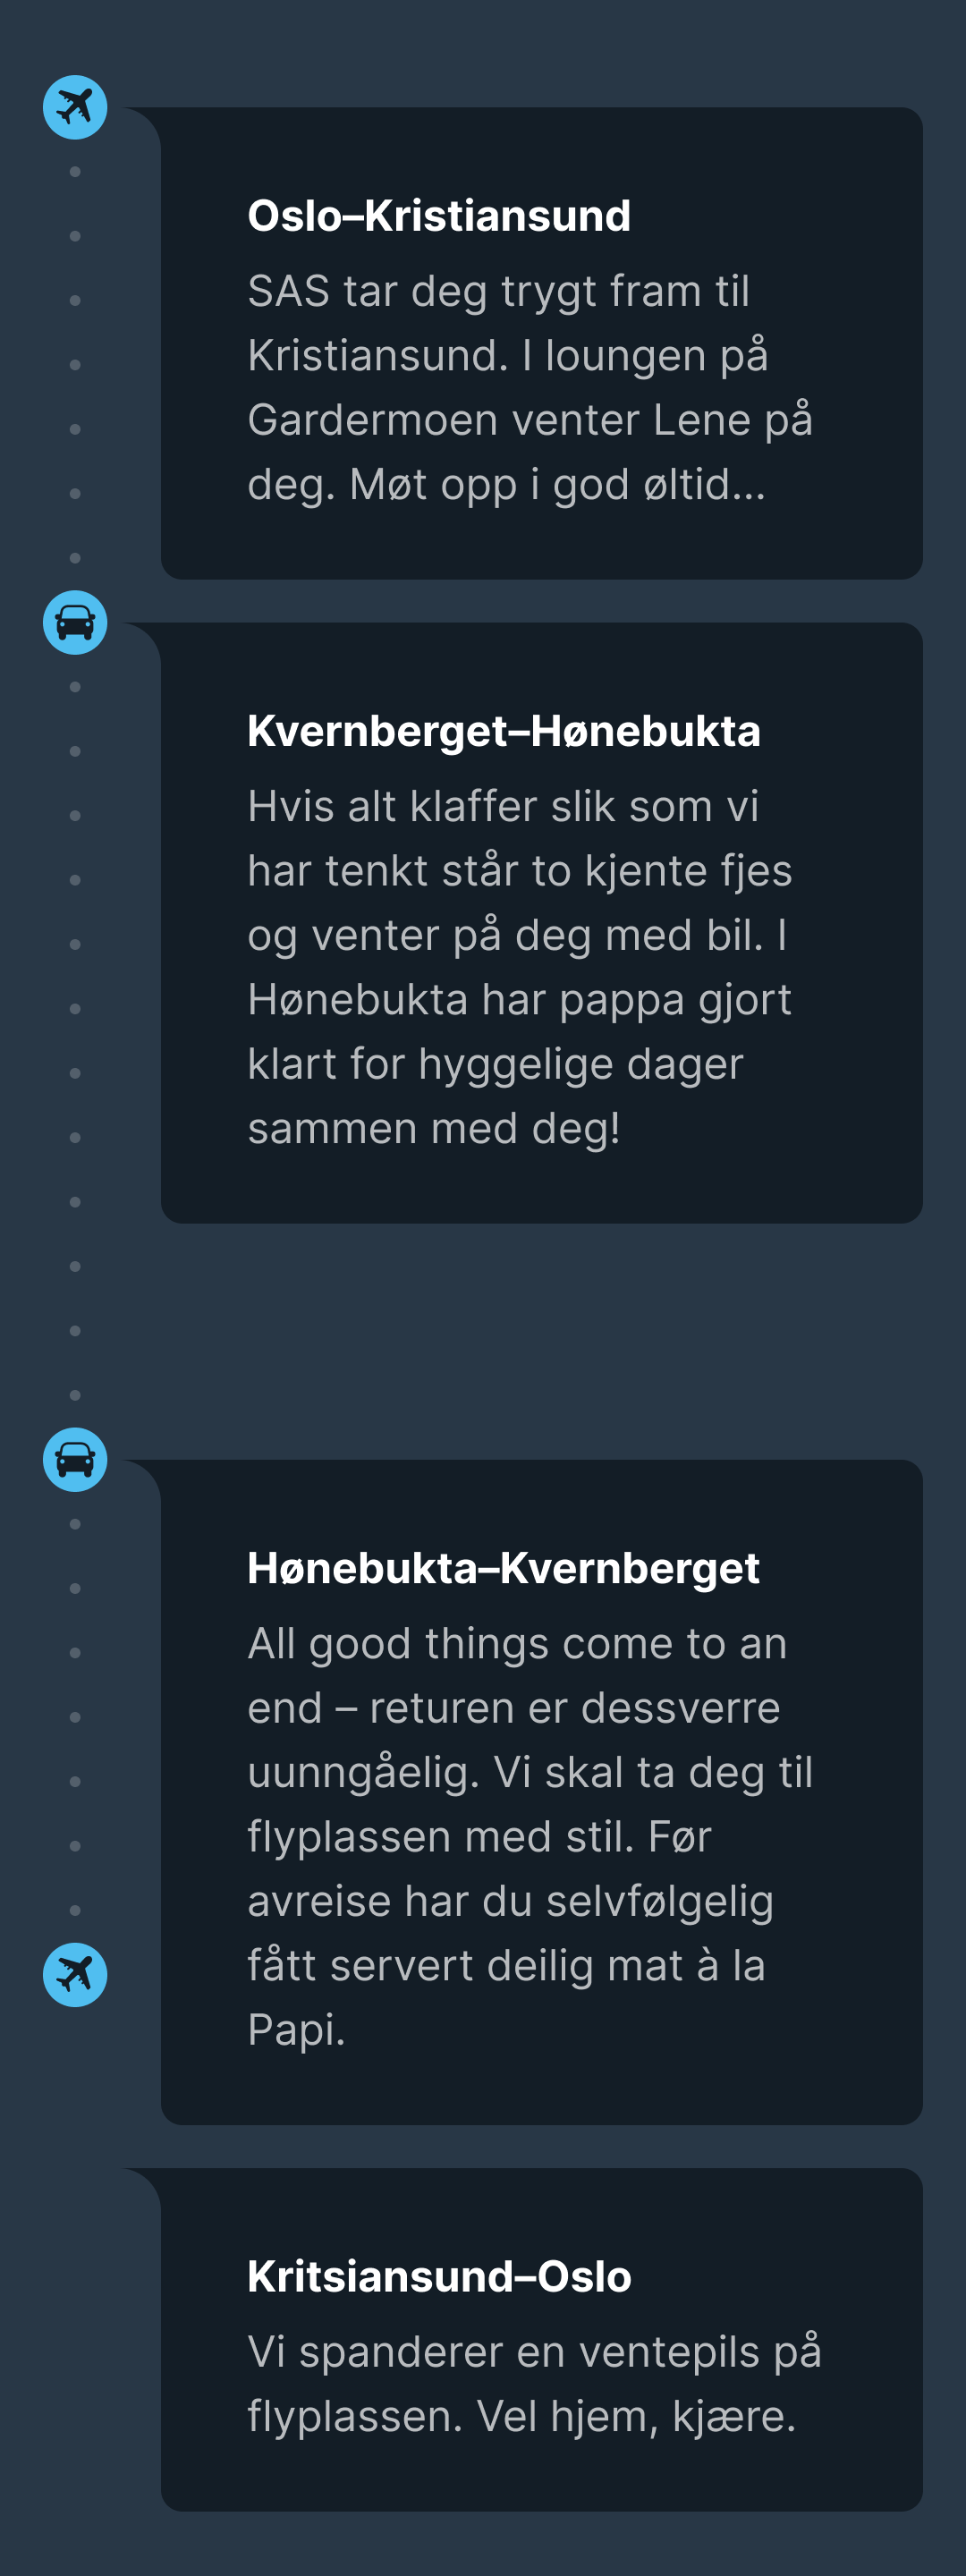 Oslo–Kristiansund
SAS tar deg trygt fram til
Kristiansund. I loungen på
Gardermoen venter Lene på
deg. Møt opp i god øltid...
Kvernberget–Hønebukta
Hvis alt klaffer slik som vi
har tenkt står to kjente fjes
og venter på deg med bil. I
Hønebukta har pappa gjort
klart for hyggelige dager
sammen med deg!
Hønebukta–Kvernberget
All good things come to an
end – returen er dessverre
uunngåelig. Vi skal ta deg til
flyplassen med stil. Før
avreise har du selvfølgelig
fått servert deilig mat à la
Papi.
Kritsiansund–Oslo
Vi spanderer en ventepils på
flyplassen. Vel hjem, kjære.